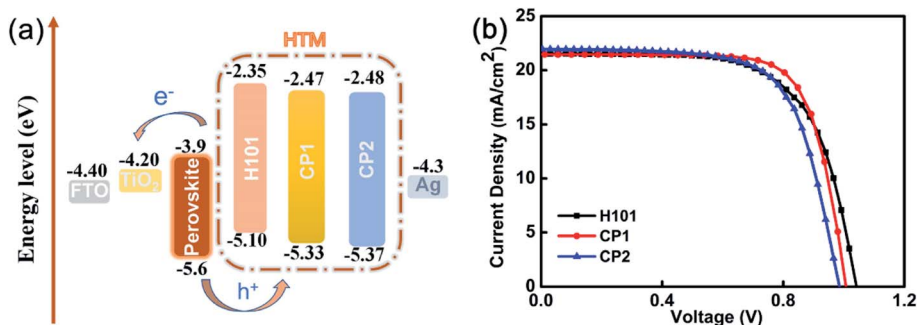 (a)
Energy level (eV)
HTM
-2.35
-2.47
-2.48
e-
-4.40
-4.20
-3.9
-4.3
FTO
TiO2
Perovskite
H101
CP1
CP2
Ag
-5.10
-5.33
-5.37
-5.6
h+
(b)
Current Density (mA/cm2)
25
20
15
10
5
0
H101
CP1
CP2
0.0
0.4
0.8
1.2
Voltage (V)